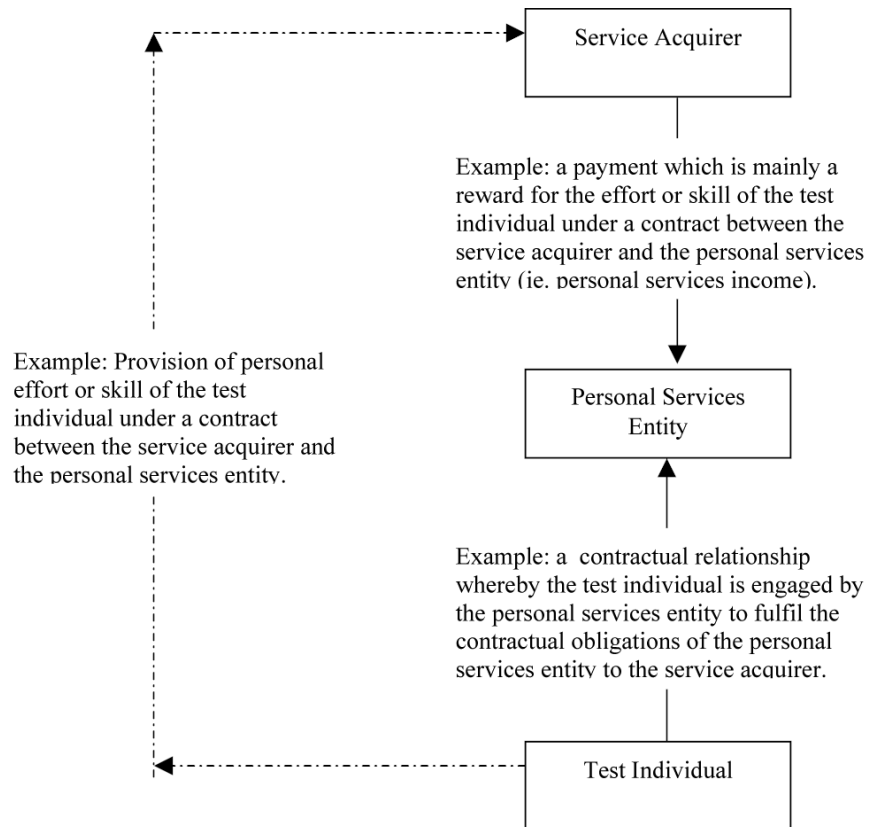 Service Acquirer
Example: a payment which is mainly a
reward for the effort or skill of the test
individual under a contract between the
service acquirer and the personal services
entity (ie. personal services income).
Example: Provision of personal
effort or skill of the test
individual under a contract
between the service acquirer and
the personal services entity.
Personal Services
Entity
Example: a  contractual relationship
whereby the test individual is engaged by
the personal services entity to fulfil the
contractual obligations of the personal
services entity to the service acquirer.
Test Individual